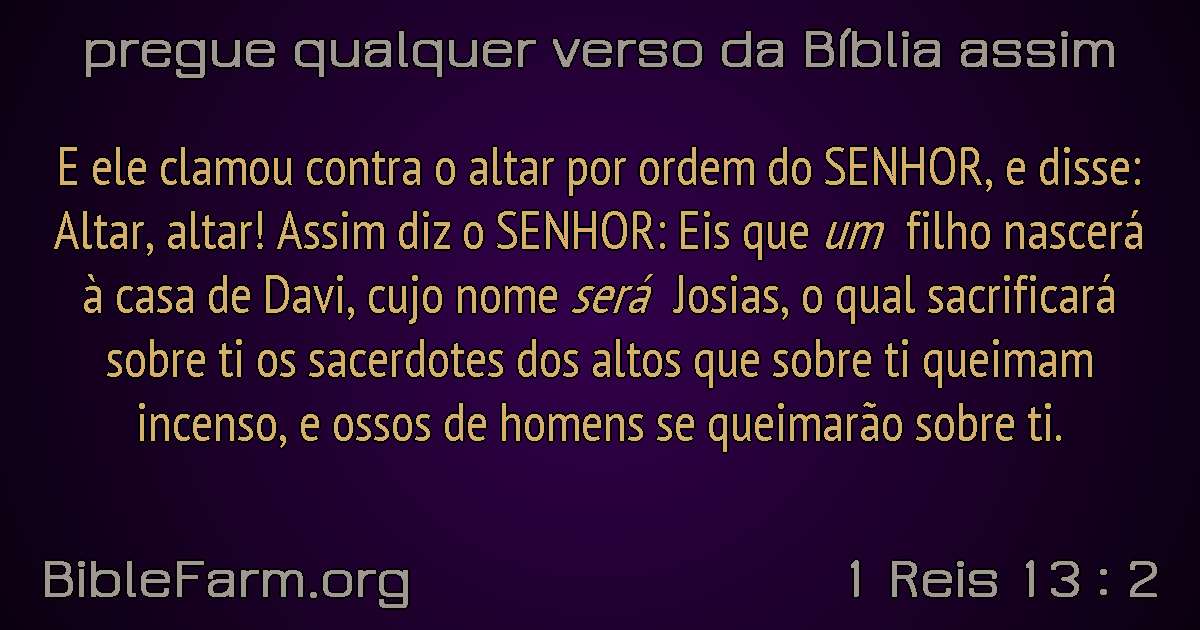 pregue qualquer verso da Bíblia assim
E ele clamou contra o altar por ordem do SENHOR, e disse:
Altar, altar! Assim diz o SENHOR: Eis que um filho nascerá
à casa de Davi, cujo nome será Josias, o qual sacrificará
sobre ti os sacerdotes dos altos que sobre ti queimam
incenso, e ossos de homens se queimarão sobre ti.
BibleFarm.org
1 Reis 13 : 2